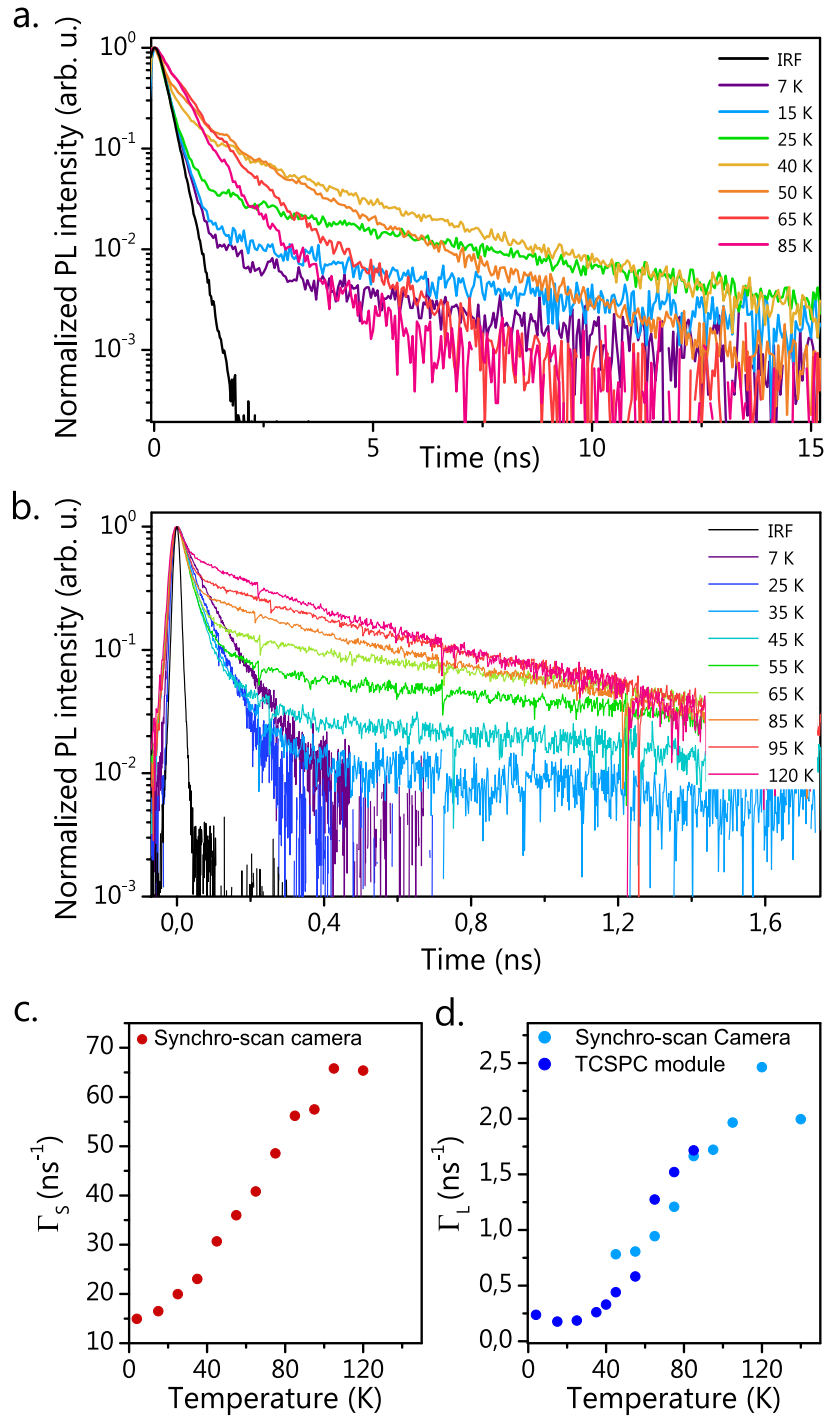 a.
Normalized PL intensity (arb. u.)
10⁰
10⁻¹
10⁻²
10⁻³
IRF
7 K
15 K
25 K
40 K
50 K
65 K
85 K
0
5
10
15
Time (ns)
b.
Normalized PL intensity (arb. u.)
10⁰
10⁻¹
10⁻²
10⁻³
IRF
7 K
25 K
35 K
45 K
55 K
65 K
85 K
95 K
120 K
0,0
0,4
0,8
1,2
1,6
Time (ns)
c.
Γ_S (ns⁻¹)
70
60
50
40
30
20
10
Synchro-scan camera
0
40
80
120
Temperature (K)
d.
Γ_L (ns⁻¹)
2,5
2,0
1,5
1,0
0,5
0,0
Synchro-scan Camera
TCSPC module
0
40
80
120
Temperature (K)